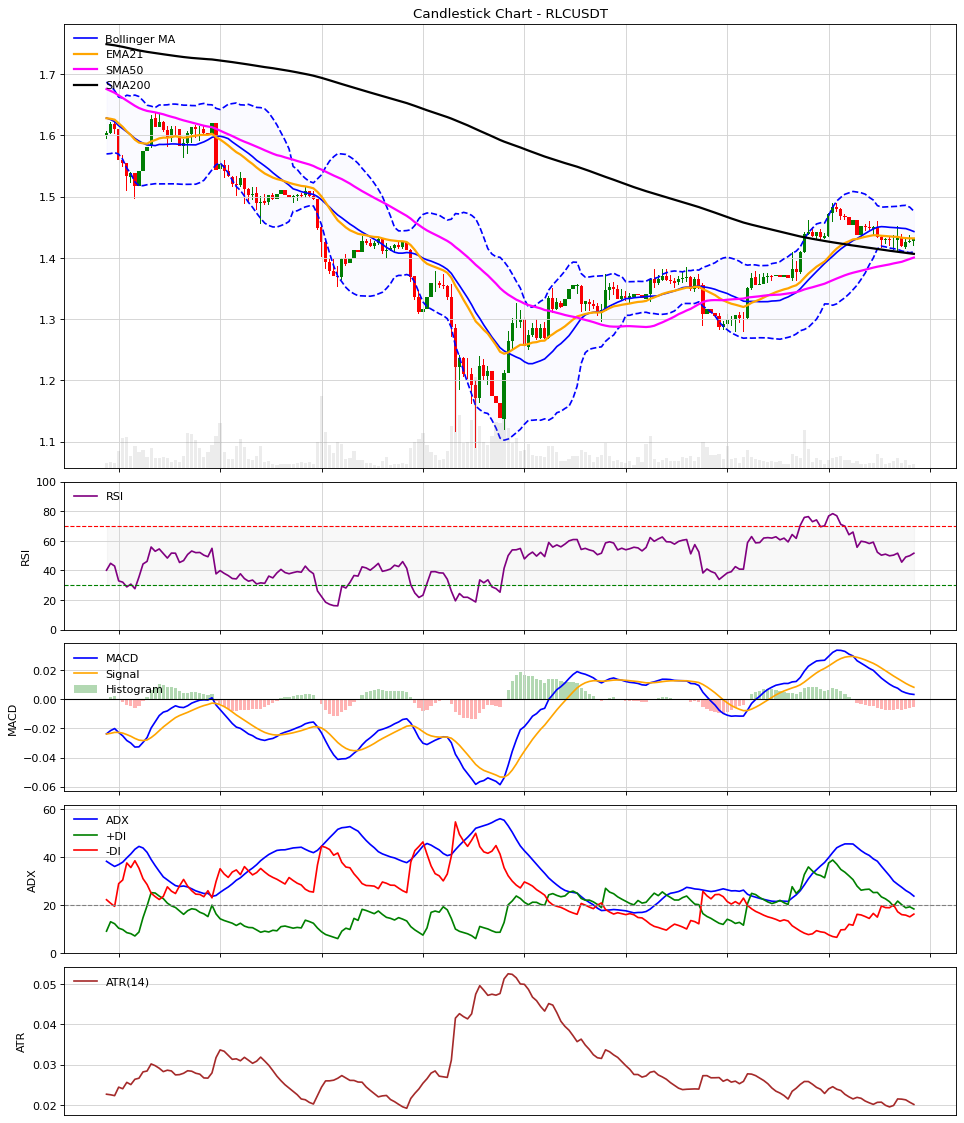 Candlestick Chart - RLCUSDT
Bollinger MA
EMA21
SMA50
SMA200
1.7
1.6
1.5
1.4
1.3
1.2
1.1
RSI
RSI
100
80
60
40
20
0
MACD
Signal
Histogram
MACD
0.02
0.00
−0.02
−0.04
−0.06
ADX
+DI
-DI
ADX
60
40
20
0
ATR(14)
ATR
0.05
0.04
0.03
0.02